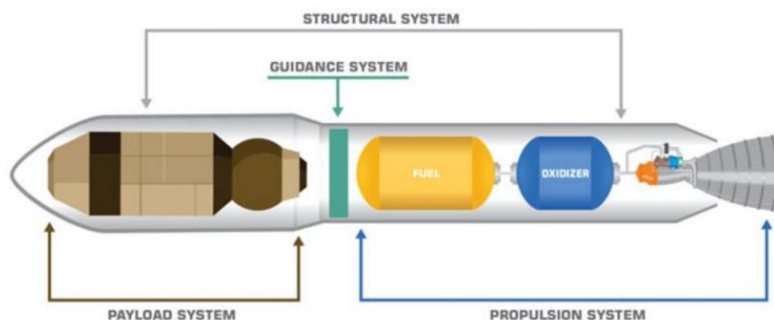 STRUCTURAL SYSTEM
GUIDANCE SYSTEM
FUEL
OXIDIZER
PAYLOAD SYSTEM
PROPULSION SYSTEM